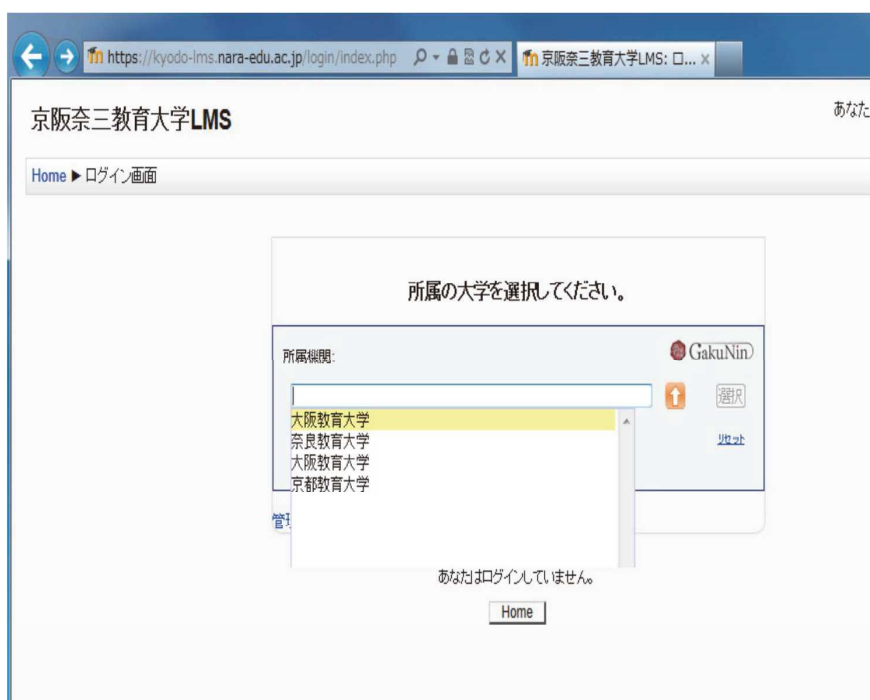 https://kyodo-lms.nara-edu.ac.jp/login/index.php
京阪奈三教育大学LMS: ロ...
京阪奈三教育大学LMS
あなた
Home ▶ ログイン画面
所属の大学を選択してください。
所属機関:
GakuNin
選択
大阪教育大学
奈良教育大学
リセット
大阪教育大学
京都教育大学
管理
あなたはログインしていません。
Home